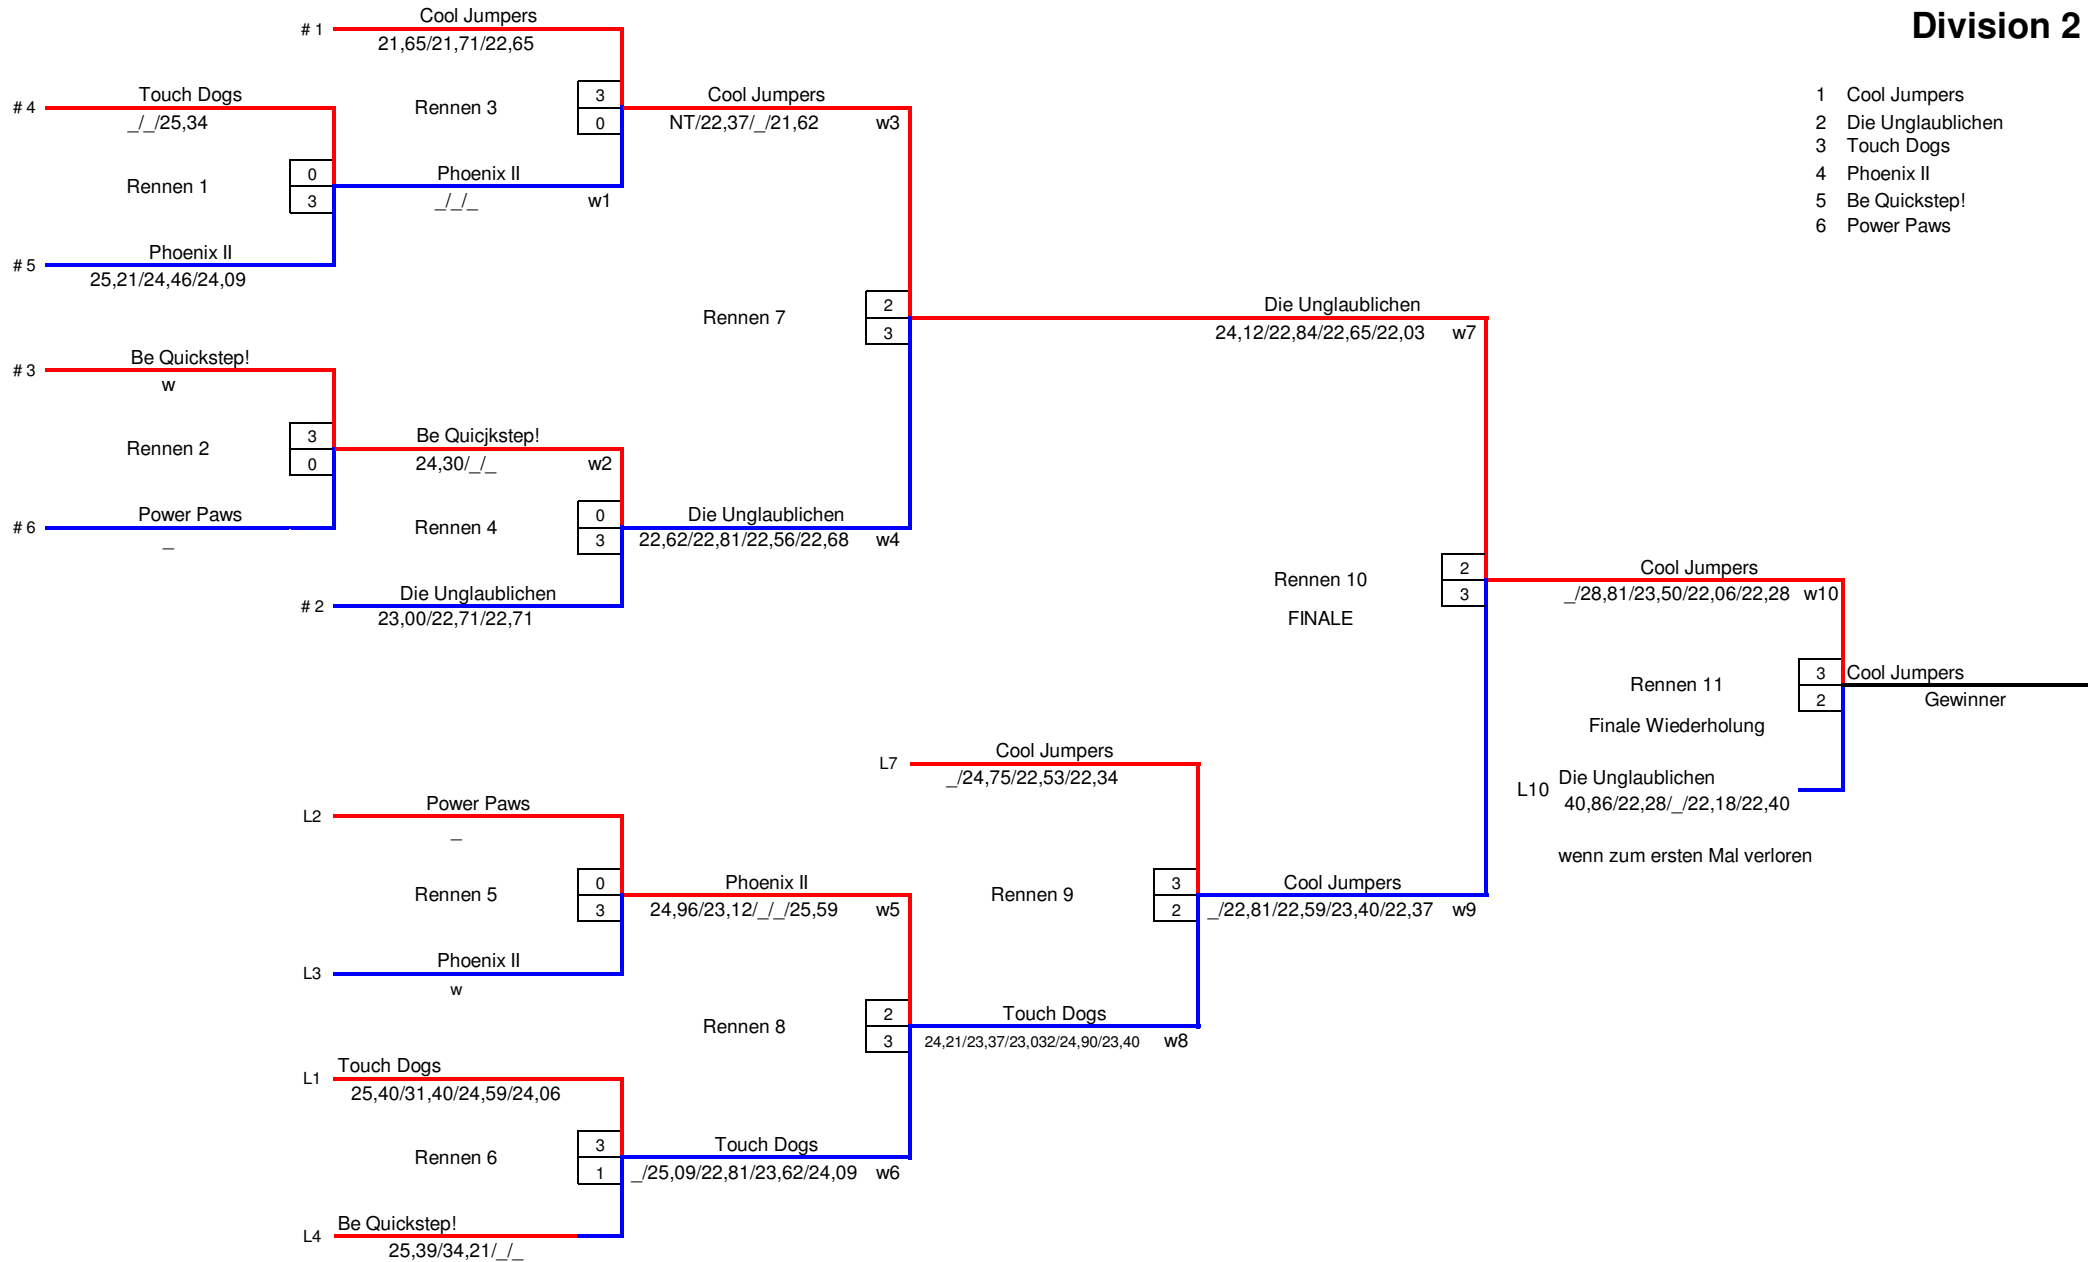 Division 2
1 Cool Jumpers
2 Die Unglaublichen
3 Touch Dogs
4 Phoenix II
5 Be Quickstep!
6 Power Paws
# 1 Cool Jumpers
21,65/21,71/22,65
# 4 Touch Dogs
_/_/25,34
Rennen 3
3
0
Cool Jumpers
NT/22,37/_/21,62 w3
Rennen 1
0
3
Phoenix II
_/_/_ w1
# 5 Phoenix II
25,21/24,46/24,09
Rennen 7
2
3
Die Unglaublichen
24,12/22,84/22,65/22,03 w7
# 3 Be Quickstep!
w
Rennen 2
3
0
Be Quicjkstep!
24,30/_/_ w2
# 6 Power Paws
_
Rennen 4
0
3
Die Unglaublichen
22,62/22,81/22,56/22,68 w4
# 2 Die Unglaublichen
23,00/22,71/22,71
Rennen 10
FINALE
2
3
Cool Jumpers
_/28,81/23,50/22,06/22,28 w10
Rennen 11
Finale Wiederholung
3
2
Cool Jumpers
Gewinner
L10 Die Unglaublichen
40,86/22,28/_/22,18/22,40
wenn zum ersten Mal verloren
L7 Cool Jumpers
_/24,75/22,53/22,34
L2 Power Paws
_
Rennen 5
0
3
Phoenix II
24,96/23,12/_/_/25,59 w5
Rennen 9
3
2
Cool Jumpers
_/22,81/22,59/23,40/22,37 w9
L3 Phoenix II
w
Rennen 8
2
3
Touch Dogs
24,21/23,37/23,032/24,90/23,40 w8
L1 Touch Dogs
25,40/31,40/24,59/24,06
Rennen 6
3
1
Touch Dogs
_/25,09/22,81/23,62/24,09 w6
L4 Be Quickstep!
25,39/34,21/_/_